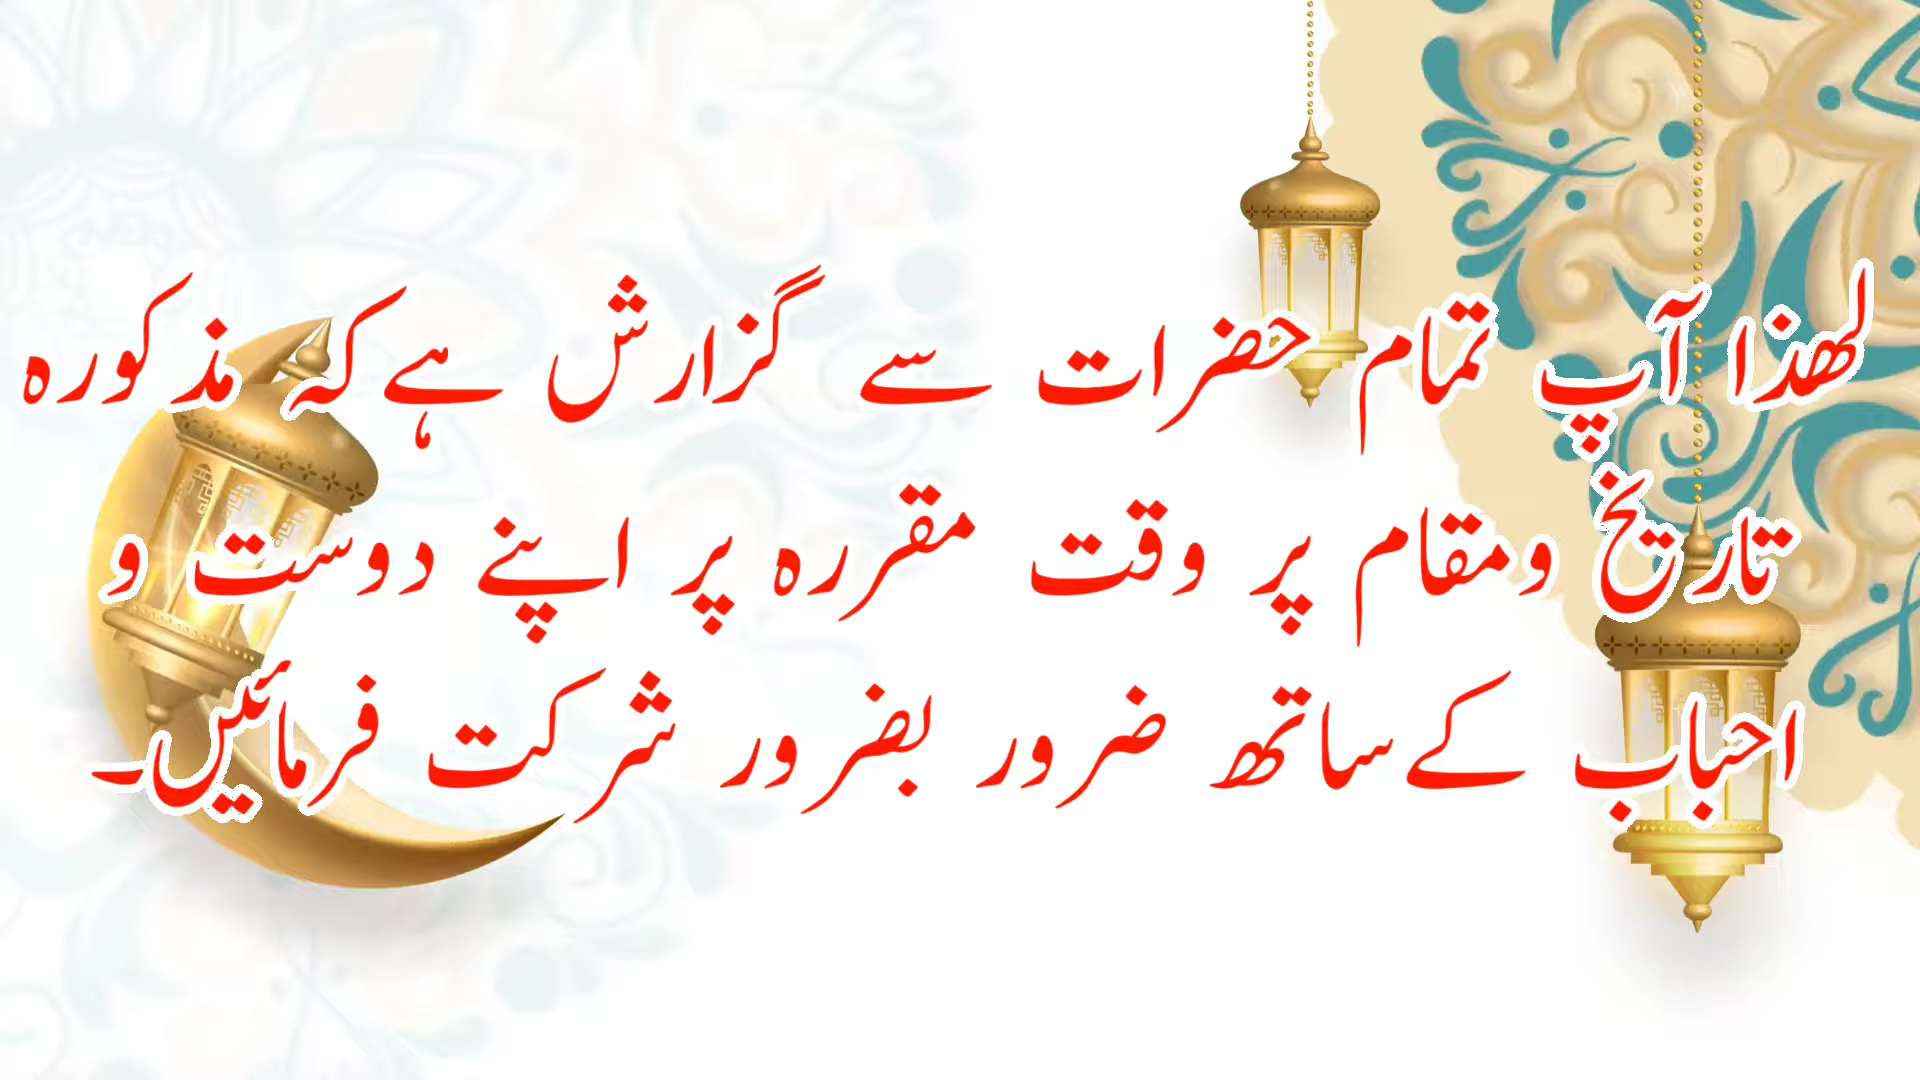 لھذا آپ تمام حضرات سے گزارش ہے کہ مذکورہ
تاریخ ومقام پر وقت مقررہ پر اپنے دوست و
احباب کے ساتھ ضرور بضرور شرکت فرمائیں۔